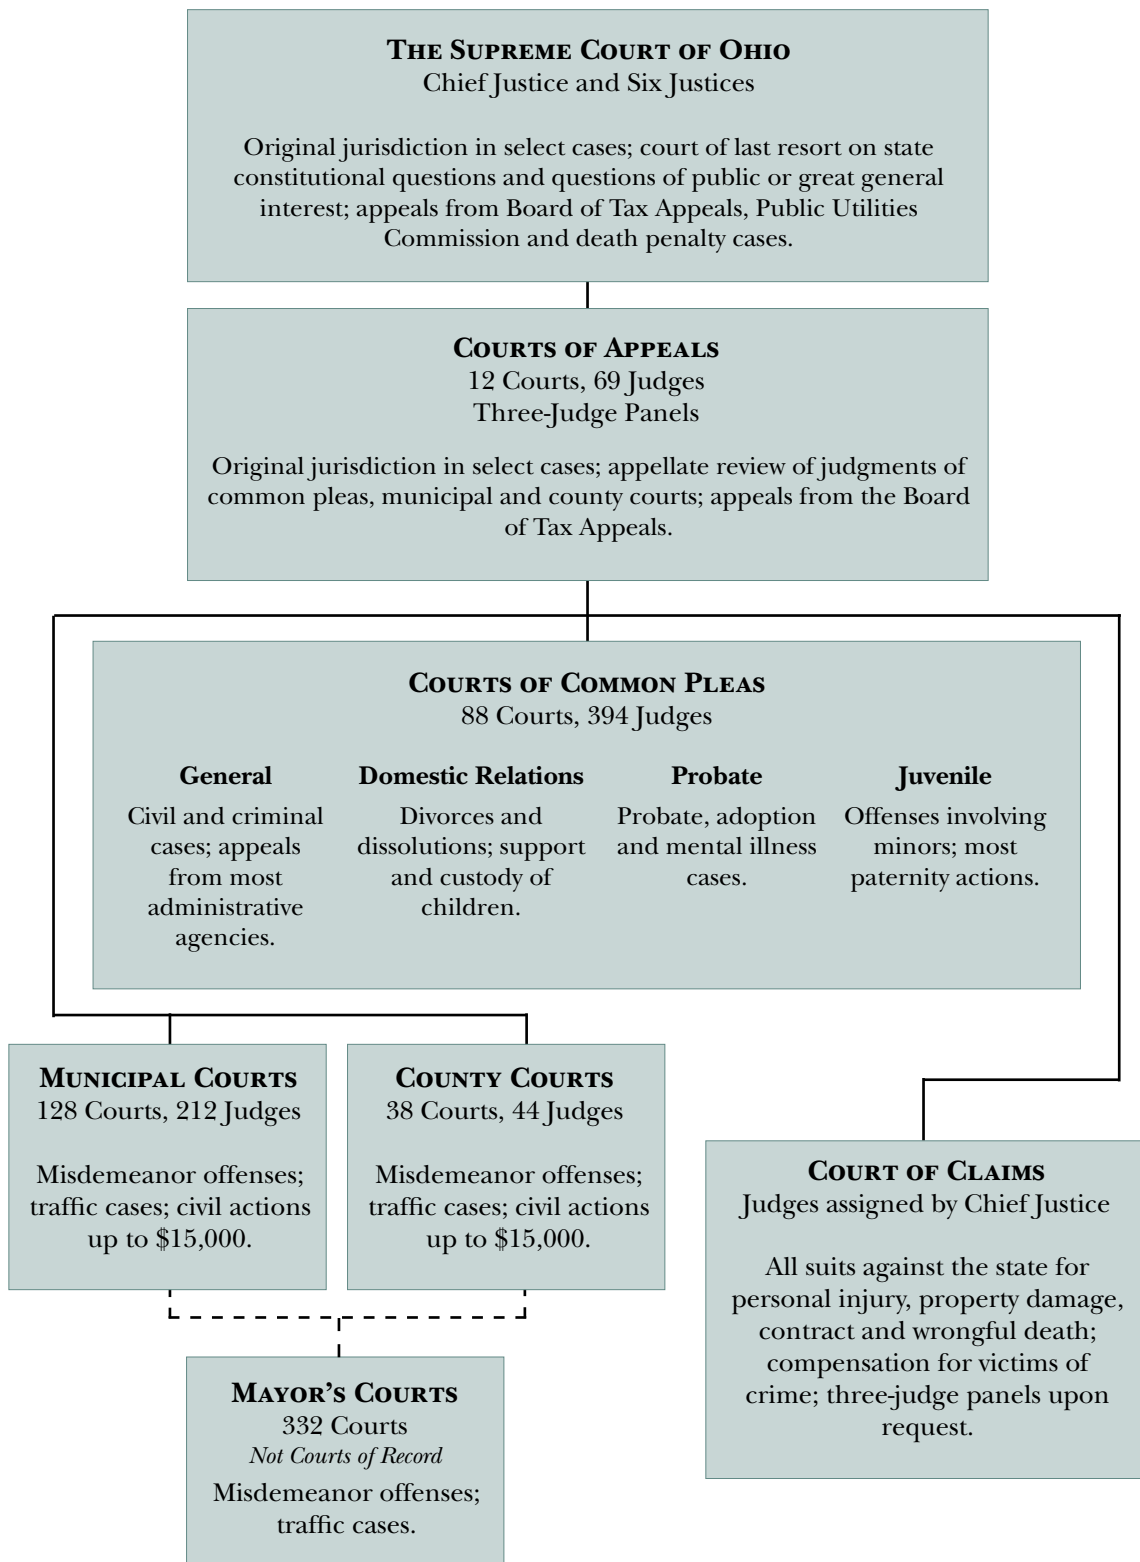 THE SUPREME COURT OF OHIO
Chief Justice and Six Justices
Original jurisdiction in select cases; court of last resort on state
constitutional questions and questions of public or great general
interest; appeals from Board of Tax Appeals, Public Utilities
Commission and death penalty cases.
COURTS OF APPEALS
12 Courts, 69 Judges
Three-Judge Panels
Original jurisdiction in select cases; appellate review of judgments of
common pleas, municipal and county courts; appeals from the Board
of Tax Appeals.
COURTS OF COMMON PLEAS
88 Courts, 394 Judges
General
Civil and criminal
cases; appeals
from most
administrative
agencies.
Domestic Relations
Divorces and
dissolutions; support
and custody of
children.
Probate
Probate, adoption
and mental illness
cases.
Juvenile
Offenses involving
minors; most
paternity actions.
MUNICIPAL COURTS
128 Courts, 212 Judges
Misdemeanor offenses;
traffic cases; civil actions
up to $15,000.
COUNTY COURTS
38 Courts, 44 Judges
Misdemeanor offenses;
traffic cases; civil actions
up to $15,000.
COURT OF CLAIMS
Judges assigned by Chief Justice
All suits against the state for
personal injury, property damage,
contract and wrongful death;
compensation for victims of
crime; three-judge panels upon
request.
MAYOR'S COURTS
332 Courts
Not Courts of Record
Misdemeanor offenses;
traffic cases.